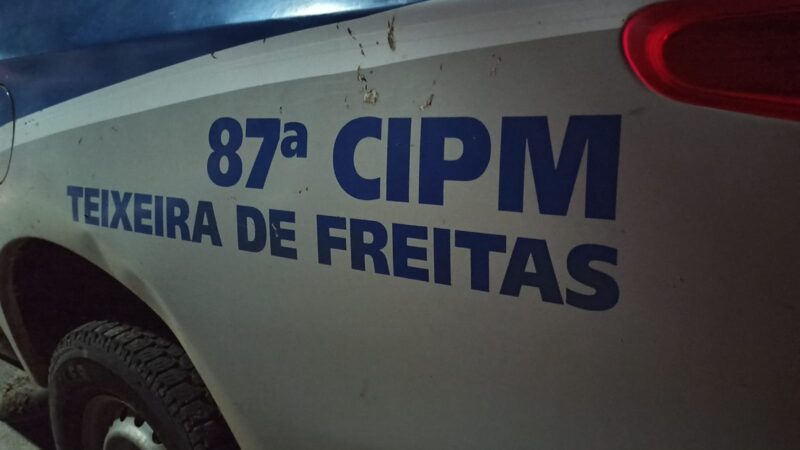 87ª CIPM
TEIXEIRA DE FREITAS